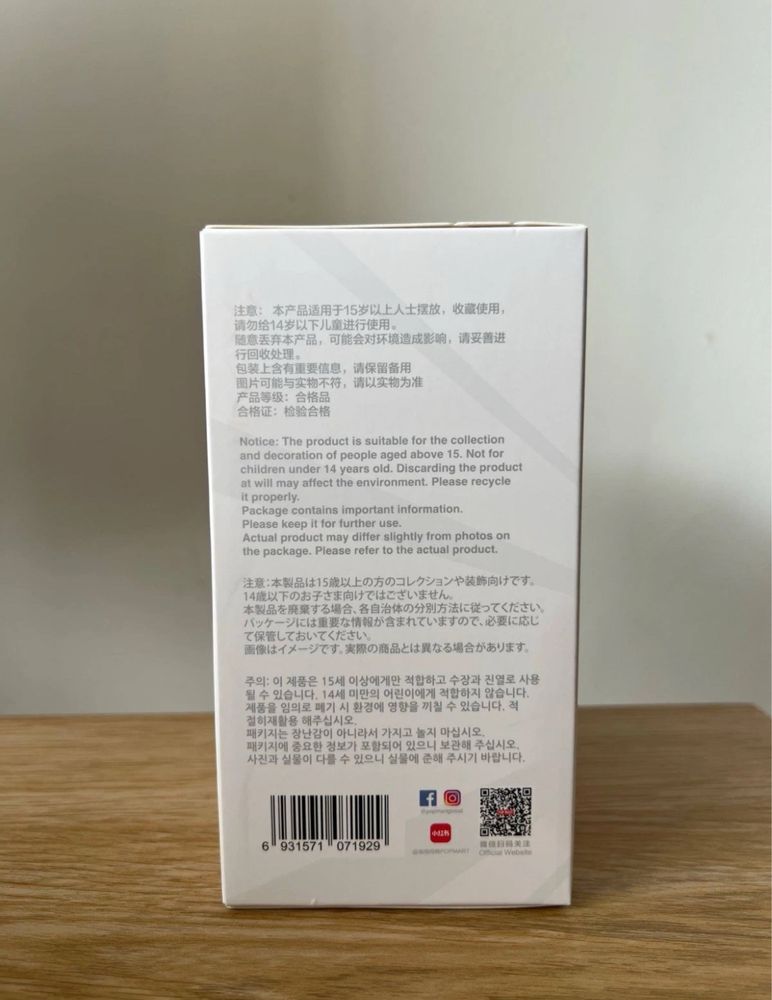 注意： 本产品适用于15岁以上人士摆放，收藏使用，
请勿给14岁以下儿童进行使用。
随意丢弃本产品，可能会对环境造成影响，请妥善进
行回收处理。
包装上含有重要信息，请保留备用
图片可能与实物不符，请以实物为准
产品等级：合格品
合格证：检验合格
Notice: The product is suitable for the collection
and decoration of people aged above 15. Not for
children under 14 years old. Discarding the product
at will may affect the environment. Please recycle
it properly.
Package contains important information.
Please keep it for further use.
Actual product may differ slightly from photos on
the package. Please refer to the actual product.
注意：本製品は15歳以上の方のコレクションや装飾向けです。
14歳以下のお子さま向けではございません。
本製品を廃棄する場合、各自治体の分別方法に従ってください。
パッケージには重要な情報が含まれていますので、必要に応じ
て保管しておいてください。
画像はイメージです。実際の商品とは異なる場合があります。
주의: 이 제품은 15세 이상에게만 적합하고 수장과 진열로 사용
될 수 있습니다. 14세 미만의 어린이에게 적합하지 않습니다.
제품을 임의로 폐기 시 환경에 영향을 끼칠 수 있습니다. 적
절히재활용 해주십시오.
패키지는 장난감이 아니라서 가지고 놀지 마십시오.
패키지에 중요한 정보가 포함되어 있으니 보관해 주십시오.
사진과 실물이 다를 수 있으니 실물에 준해 주시기 바랍니다.
6 931571 071929
小红书
@泡泡玛特POPMART
微信扫码关注
Official Website